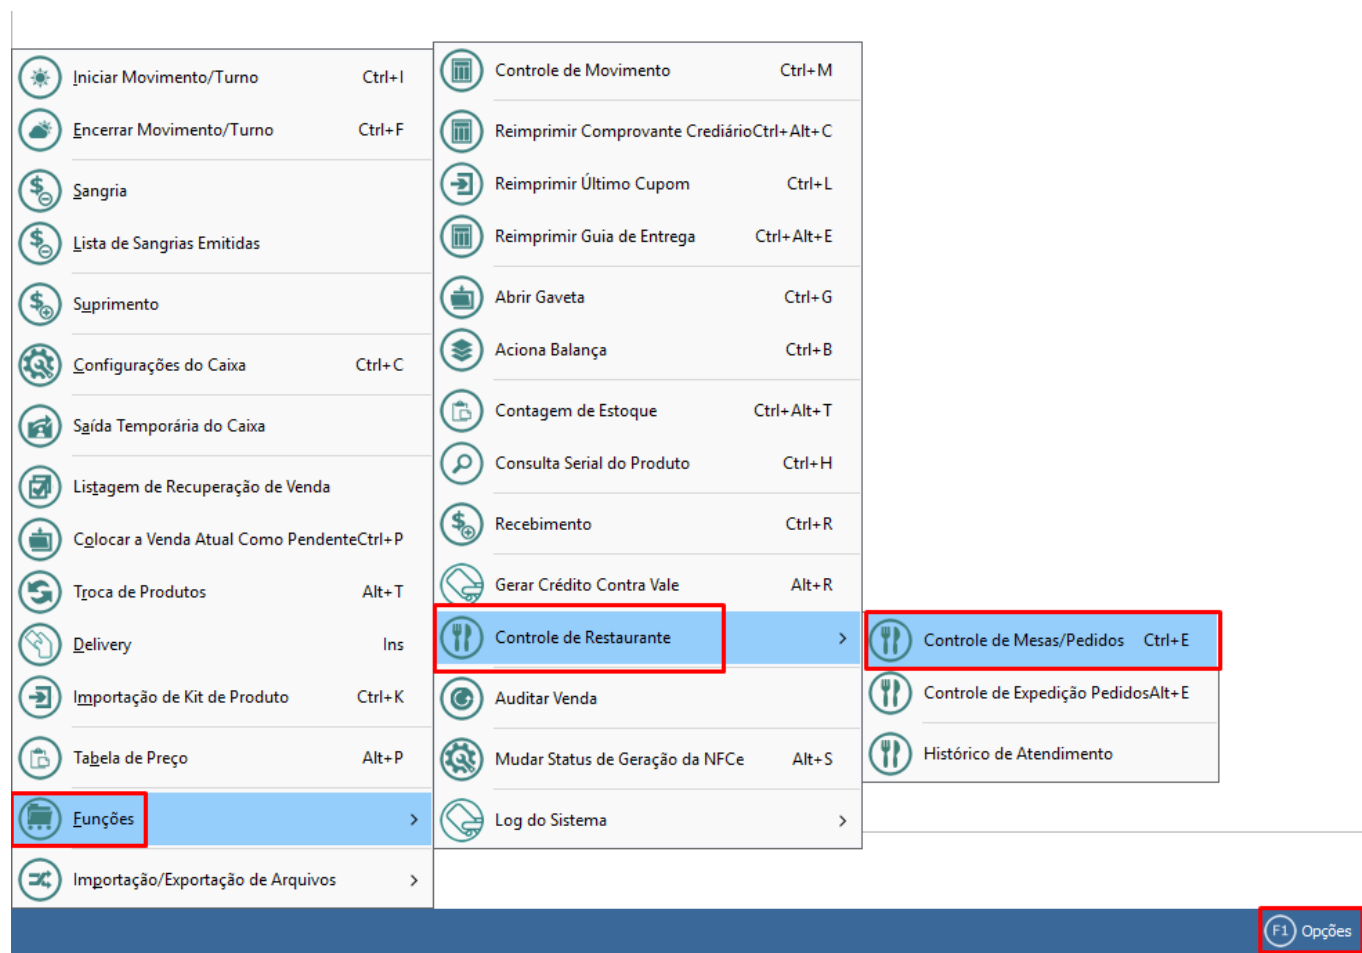 Iniciar Movimento/Turno Ctrl+I
Encerrar Movimento/Turno Ctrl+F
Sangria
Lista de Sangrias Emitidas
Suprimento
Configurações do Caixa Ctrl+C
Saída Temporária do Caixa
Listagem de Recuperação de Venda
Colocar a Venda Atual Como PendenteCtrl+P
Troca de Produtos Alt+T
Delivery Ins
Importação de Kit de Produto Ctrl+K
Tabela de Preço Alt+P
Funções
Importação/Exportação de Arquivos
Controle de Movimento Ctrl+M
Reimprimir Comprovante CrediárioCtrl+Alt+C
Reimprimir Último Cupom Ctrl+L
Reimprimir Guia de Entrega Ctrl+Alt+E
Abrir Gaveta Ctrl+G
Aciona Balança Ctrl+B
Contagem de Estoque Ctrl+Alt+T
Consulta Serial do Produto Ctrl+H
Recebimento Ctrl+R
Gerar Crédito Contra Vale Alt+R
Controle de Restaurante
Auditar Venda
Mudar Status de Geração da NFCe Alt+S
Log do Sistema
Controle de Mesas/Pedidos Ctrl+E
Controle de Expedição PedidosAlt+E
Histórico de Atendimento
F1 Opções